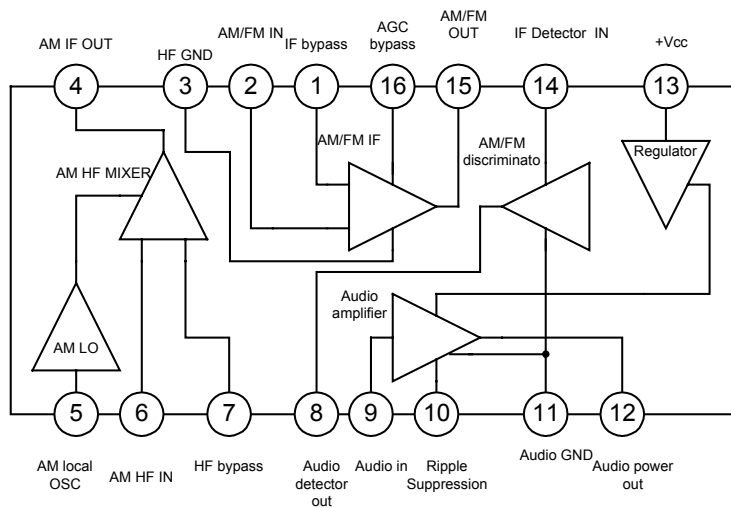 AM IF OUT
HF GND
AM/FM IN
IF bypass
AGC
bypass
AM/FM
OUT
IF Detector IN
+Vcc
4
3
2
1
16
15
14
13
AM HF MIXER
AM/FM IF
AM/FM
discriminato
Regulator
AM LO
Audio
amplifier
5
6
7
8
9
10
11
12
AM local
OSC
AM HF IN
HF bypass
Audio
detector
out
Audio in
Ripple
Suppression
Audio GND
Audio power
out